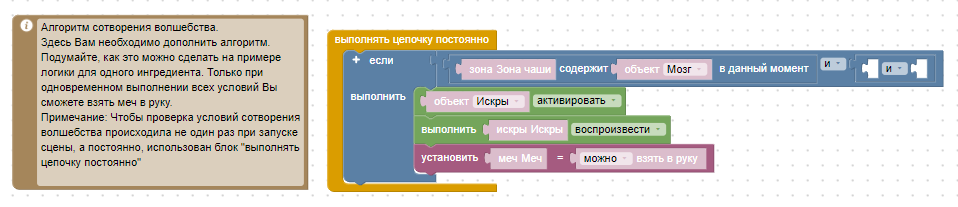 Алгоритм сотворения волшебства.
Здесь Вам необходимо дополнить алгоритм.
Подумайте, как это можно сделать на примере
логики для одного ингредиента. Только при
одновременном выполнении всех условий Вы
сможете взять меч в руку.
Примечание: Чтобы проверка условий сотворения
волшебства происходила не один раз при запуске
сцены, а постоянно, использован блок "выполнять
цепочку постоянно"
выполнять цепочку постоянно
+ если зона Зона чаши содержит объект Мозг в данный момент и и
выполнить объект Искры активировать
выполнить искры Искры воспроизвести
установить меч Меч = можно взять в руку